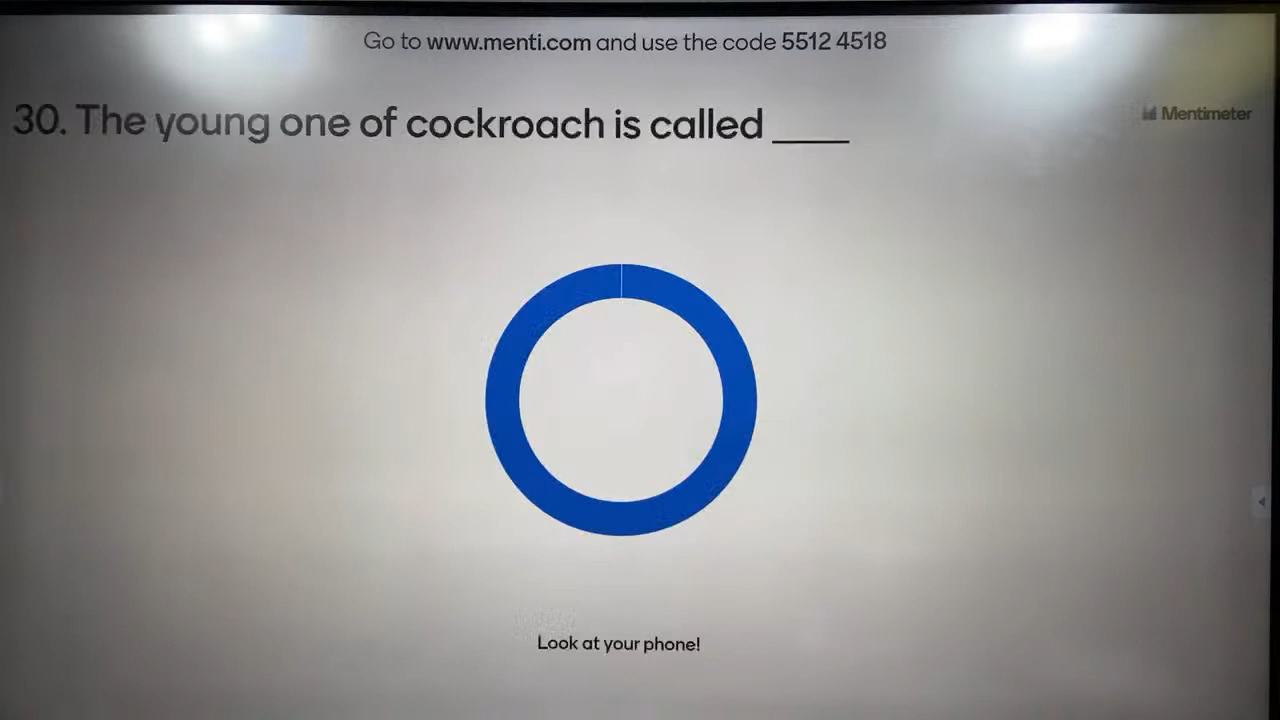 Go to www.menti.com and use the code 5512 4518
30. The young one of cockroach is called ____
Mentimeter
Look at your phone!